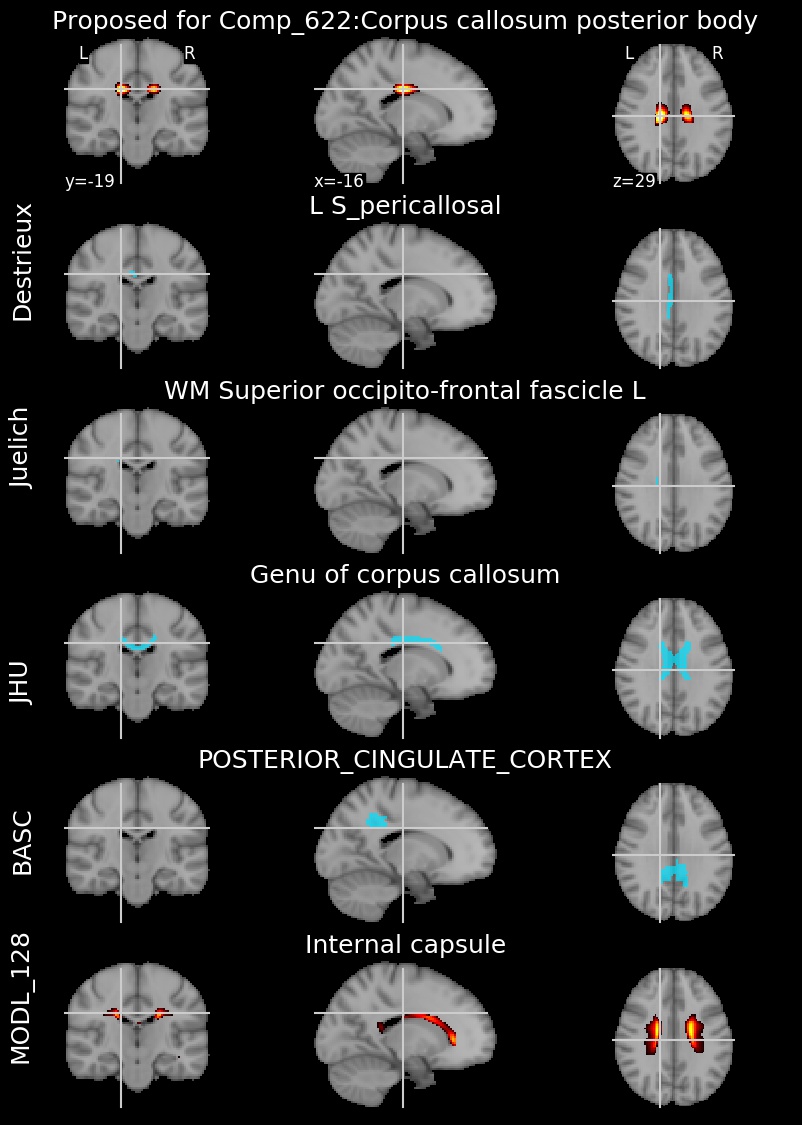 Proposed for Comp_622:Corpus callosum posterior body
L R L R
y=-19 x=-16 z=29
L S_pericallosal
Destrieux
WM Superior occipito-frontal fascicle L
Juelich
Genu of corpus callosum
JHU
POSTERIOR_CINGULATE_CORTEX
BASC
Internal capsule
MODL_128